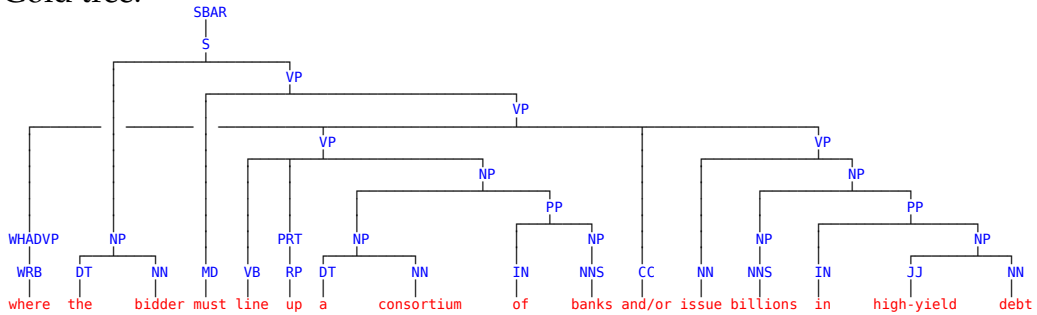 SBAR
S
VP
VP
VP VP
NP NP
PP PP
WHADVP NP PRT NP NP NP NP
WRB DT NN MD VB RP DT NN IN NNS CC NN NNS IN JJ NN
where the bidder must line up a consortium of banks and/or issue billions in high-yield debt